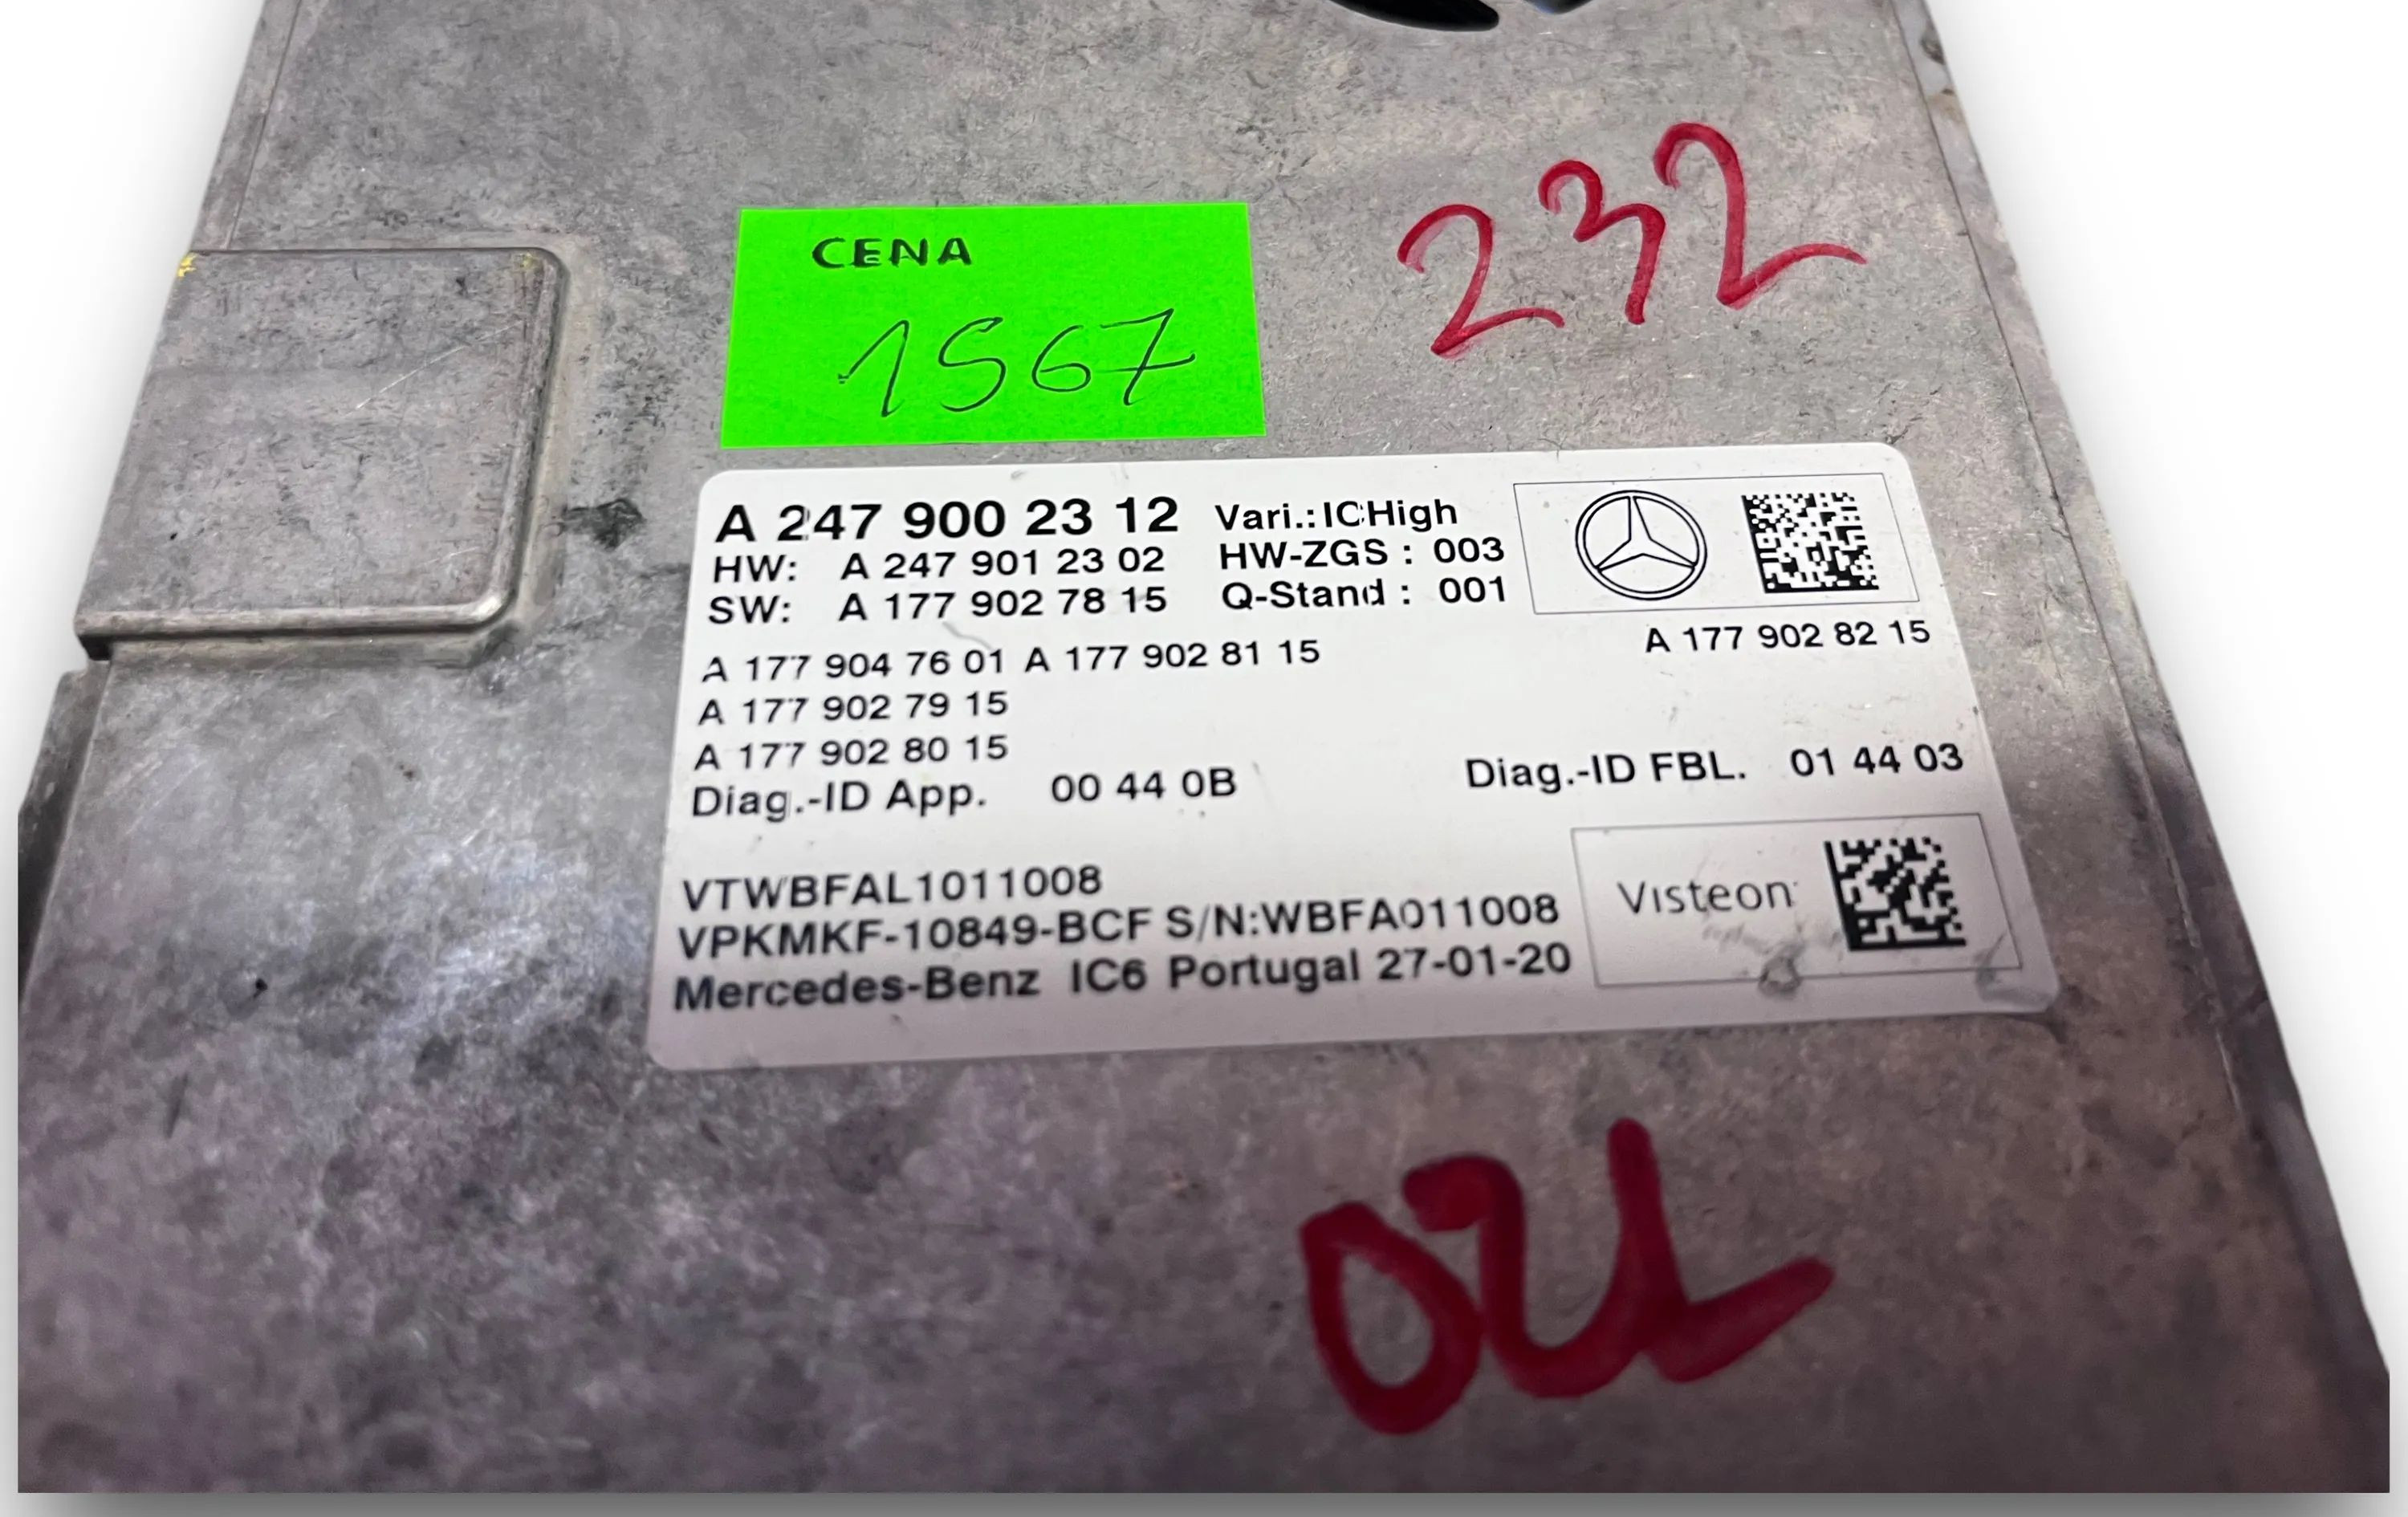 232
CENA
1567
A 247 900 23 12 Vari.: IC High
HW: A 247 901 23 02 HW-ZGS : 003
SW: A 177 902 78 15 Q-Stand : 001
A 177 904 76 01 A 177 902 81 15 A 177 902 82 15
A 177 902 79 15
A 177 902 80 15
Diag.-ID App. 00 44 0B Diag.-ID FBL. 01 44 03
VTWBFAL1011008
VPKMKF-10849-BCF S/N:WBFA011008
Mercedes-Benz IC6 Portugal 27-01-20
Visteon